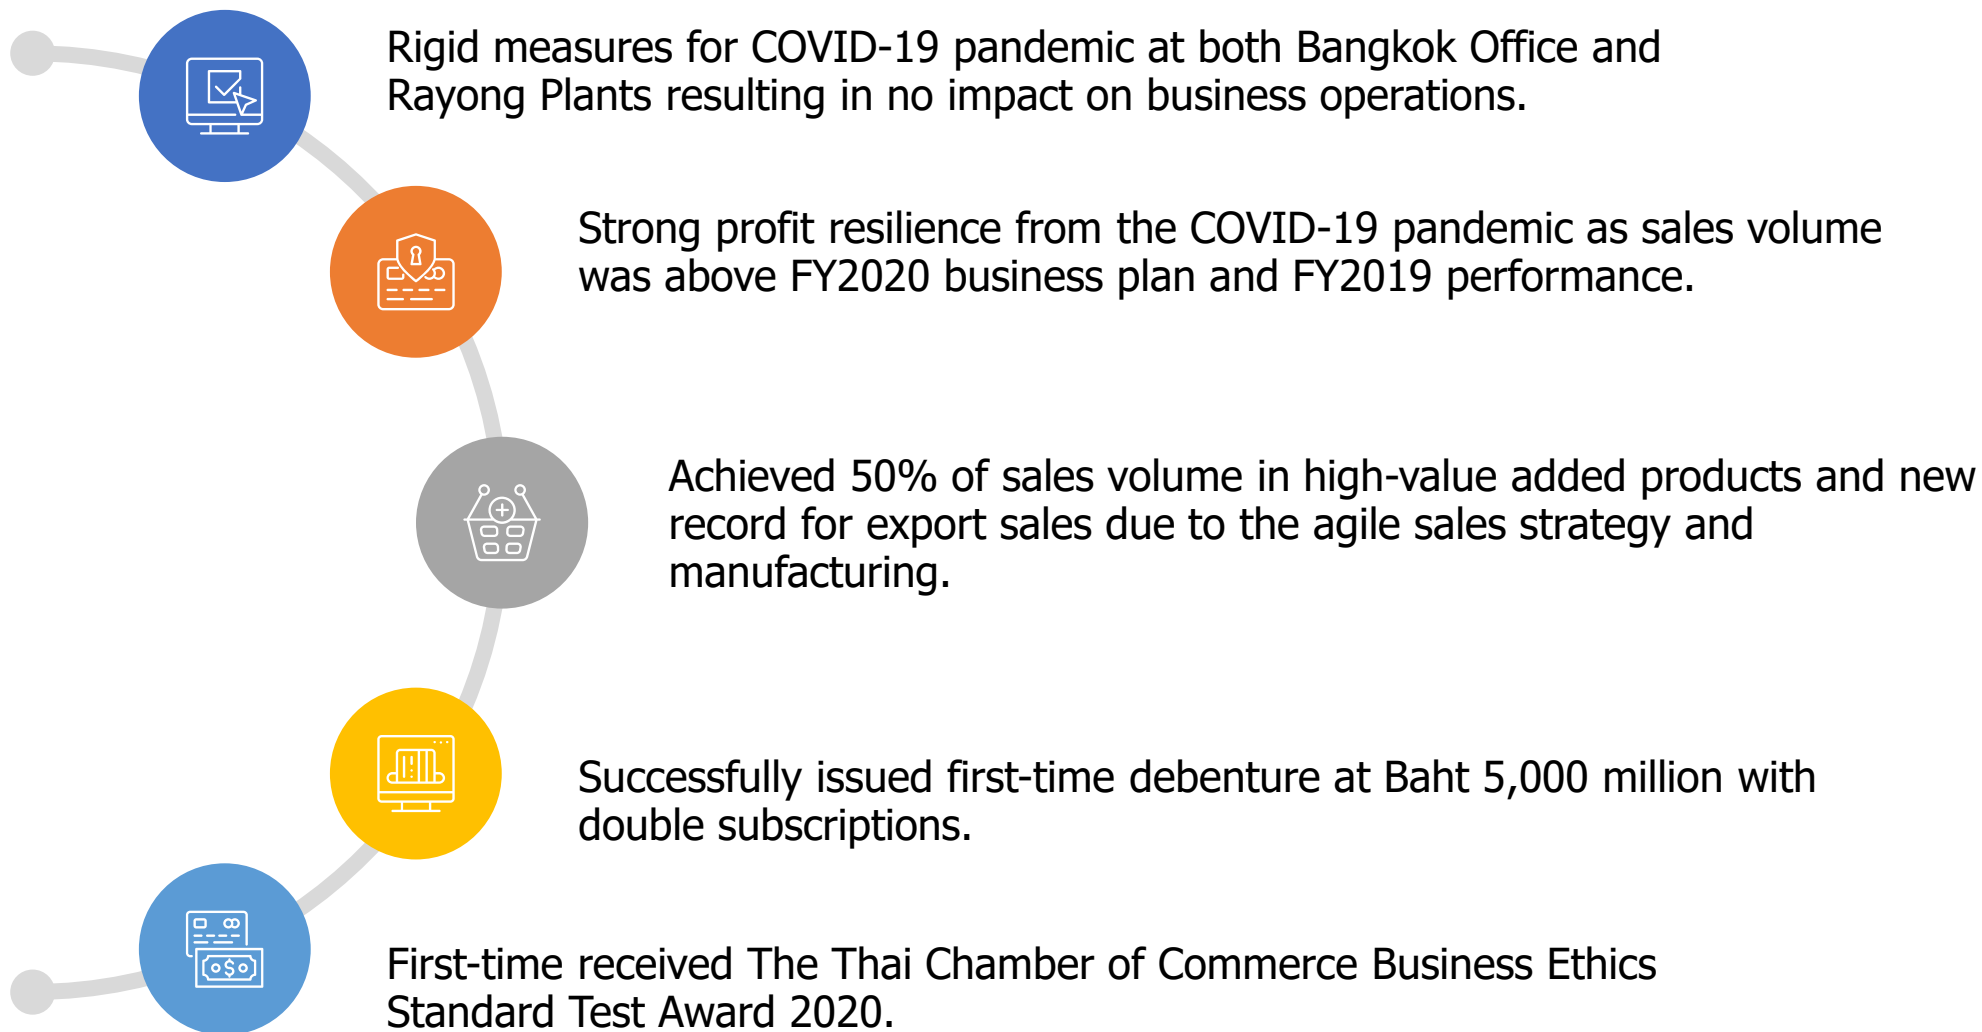 Rigid measures for COVID-19 pandemic at both Bangkok Office and
Rayong Plants resulting in no impact on business operations.
Strong profit resilience from the COVID-19 pandemic as sales volume
was above FY2020 business plan and FY2019 performance.
Achieved 50% of sales volume in high-value added products and new
record for export sales due to the agile sales strategy and
manufacturing.
Successfully issued first-time debenture at Baht 5,000 million with
double subscriptions.
First-time received The Thai Chamber of Commerce Business Ethics
Standard Test Award 2020.